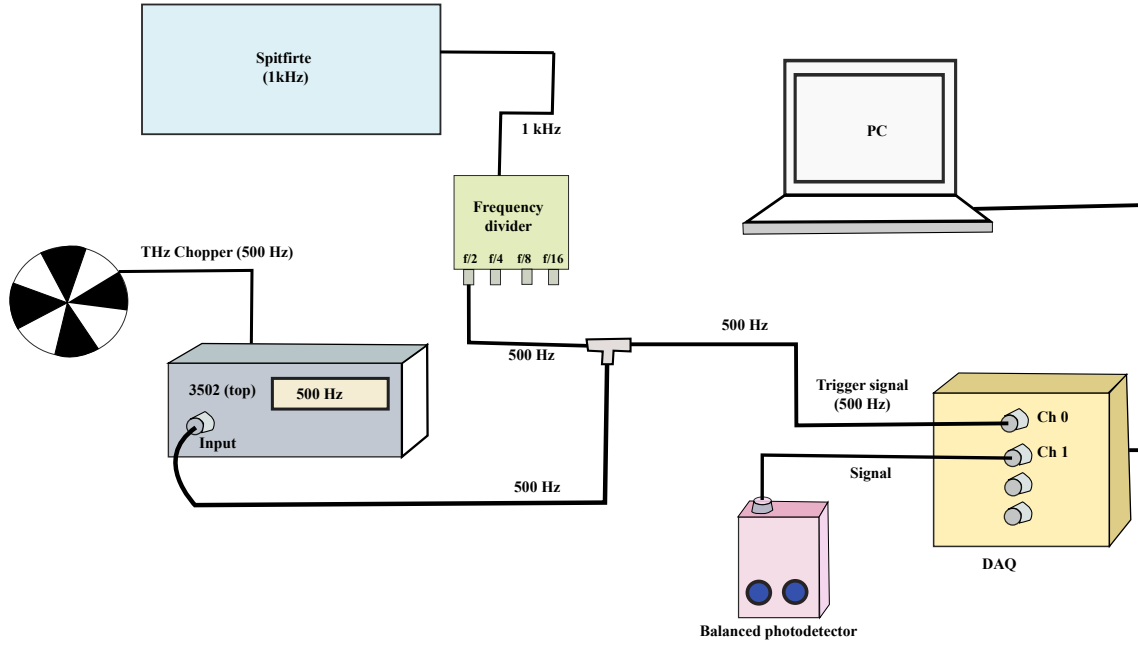 Spitfirte
(1kHz)
1 kHz
PC
Frequency
divider
f/2 f/4 f/8 f/16
THz Chopper (500 Hz)
500 Hz
500 Hz
3502 (top)
500 Hz
Input
Trigger signal
(500 Hz)
Ch 0
Ch 1
Signal
500 Hz
DAQ
Balanced photodetector